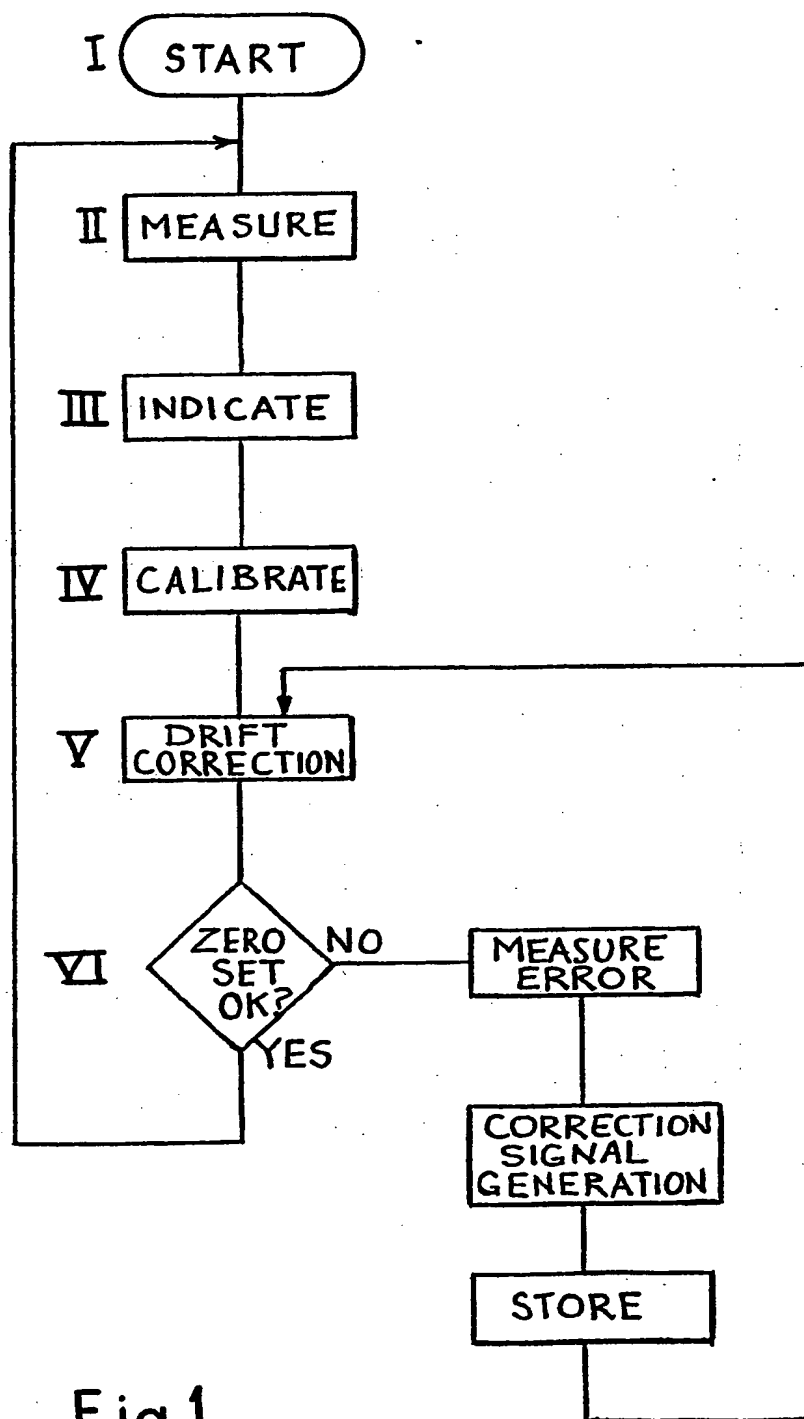 I START
II MEASURE
III INDICATE
IV CALIBRATE
V DRIFT
CORRECTION
VI ZERO
SET
OK?
NO
YES
MEASURE
ERROR
CORRECTION
SIGNAL
GENERATION
STORE
Fig.1